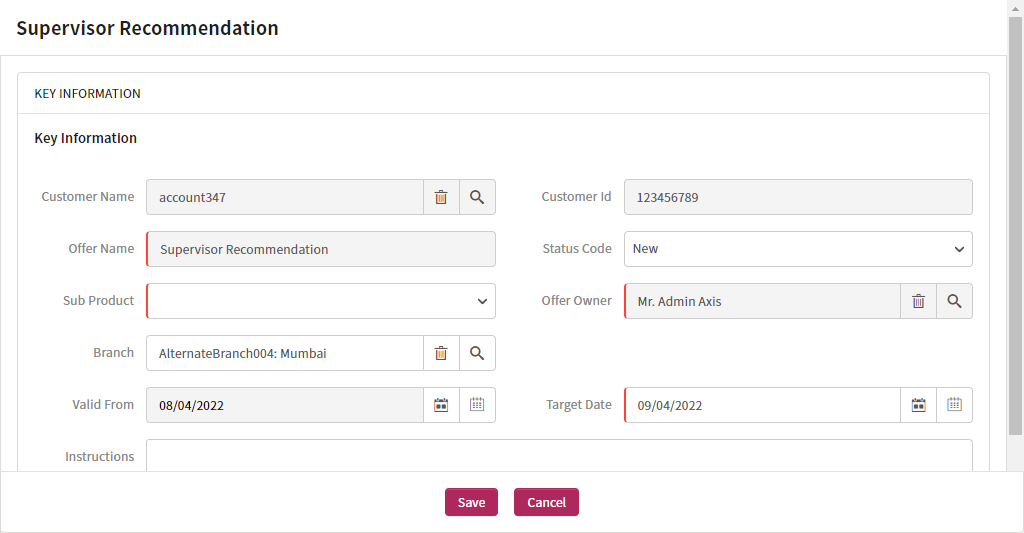 Supervisor Recommendation
KEY INFORMATION
Key Information
Customer Name account347 Customer Id 123456789
Offer Name Supervisor Recommendation Status Code New
Sub Product Offer Owner Mr. Admin Axis
Branch AlternateBranch004: Mumbai
Valid From 08/04/2022 Target Date 09/04/2022
Instructions
Save Cancel